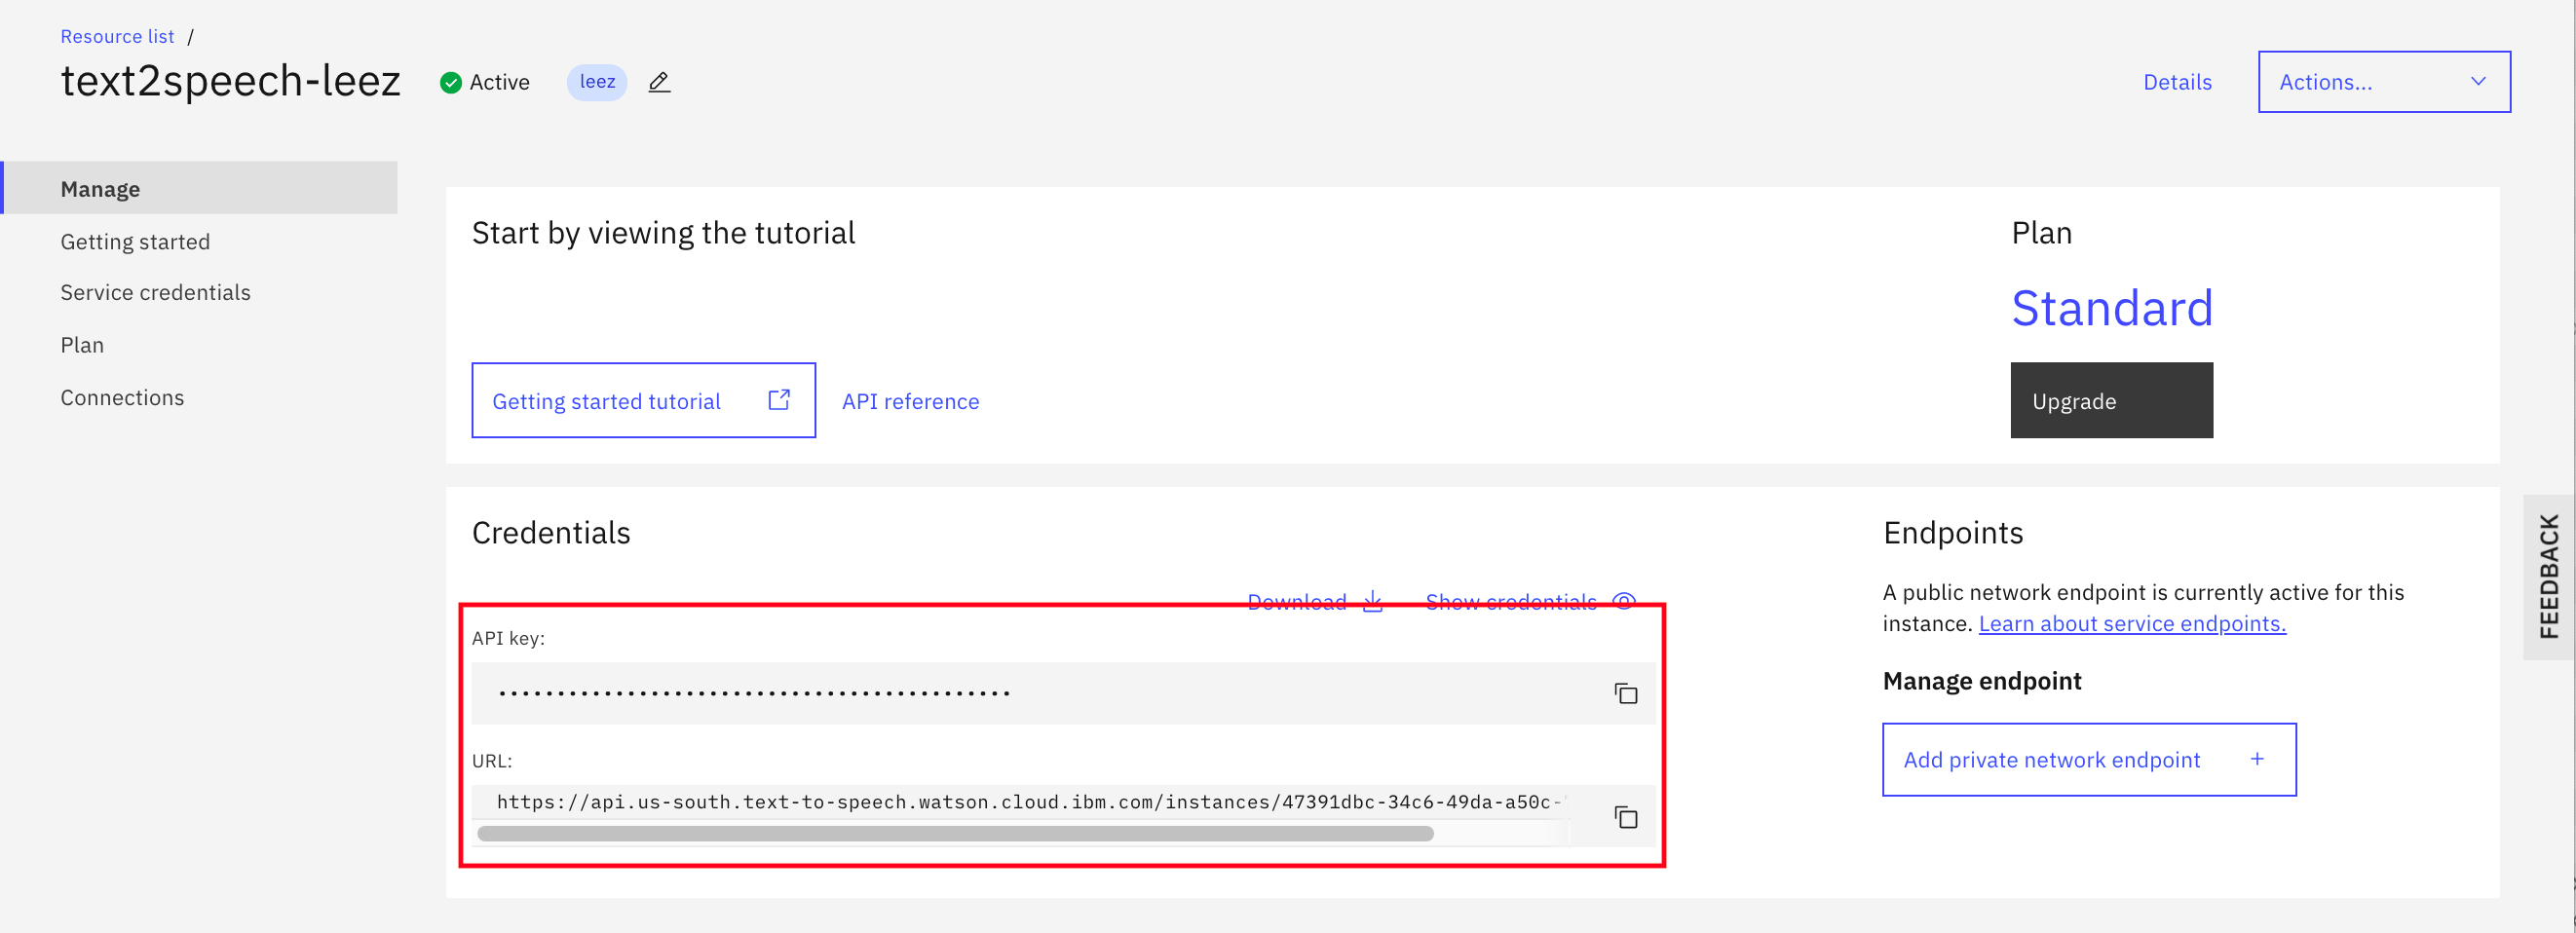 Resource list /
text2speech-leez
Active
leez
Details
Actions...
Manage
Getting started
Service credentials
Plan
Connections
Start by viewing the tutorial
Getting started tutorial
API reference
Plan
Standard
Upgrade
Credentials
Download
Show credentials
API key:
••••••••••••••••••••••••••••••••••••••••••••
URL:
https://api.us-south.text-to-speech.watson.cloud.ibm.com/instances/47391dbc-34c6-49da-a50c-
Endpoints
A public network endpoint is currently active for this
instance. Learn about service endpoints.
Manage endpoint
Add private network endpoint +
FEEDBACK